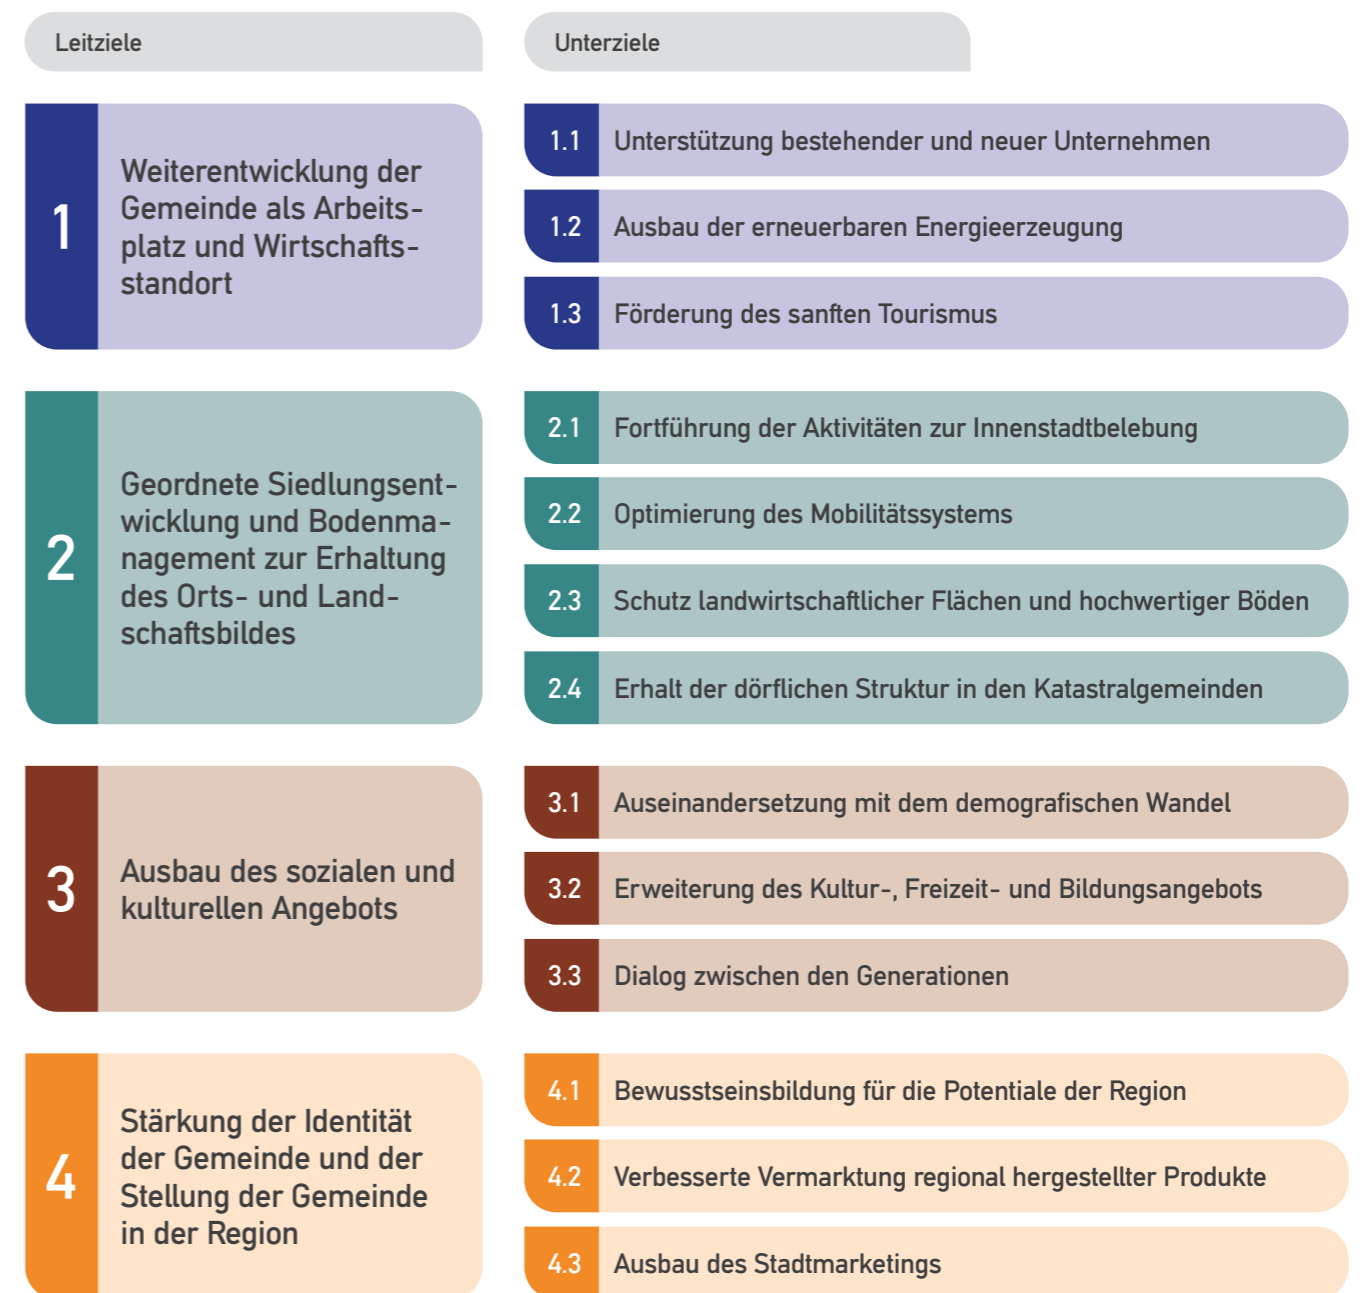 Leitziele
Unterziele
1
Weiterentwicklung der
Gemeinde als Arbeits-
platz und Wirtschafts-
standort
1.1 Unterstützung bestehender und neuer Unternehmen
1.2 Ausbau der erneuerbaren Energieerzeugung
1.3 Förderung des sanften Tourismus
2
Geordnete Siedlungsent-
wicklung und Bodenma-
nagement zur Erhaltung
des Orts- und Land-
schaftsbildes
2.1 Fortführung der Aktivitäten zur Innenstadtbelebung
2.2 Optimierung des Mobilitätssystems
2.3 Schutz landwirtschaftlicher Flächen und hochwertiger Böden
2.4 Erhalt der dörflichen Struktur in den Katastralgemeinden
3
Ausbau des sozialen und
kulturellen Angebots
3.1 Auseinandersetzung mit dem demografischen Wandel
3.2 Erweiterung des Kultur-, Freizeit- und Bildungsangebots
3.3 Dialog zwischen den Generationen
4
Stärkung der Identität
der Gemeinde und der
Stellung der Gemeinde
in der Region
4.1 Bewusstseinsbildung für die Potentiale der Region
4.2 Verbesserte Vermarktung regional hergestellter Produkte
4.3 Ausbau des Stadtmarketings